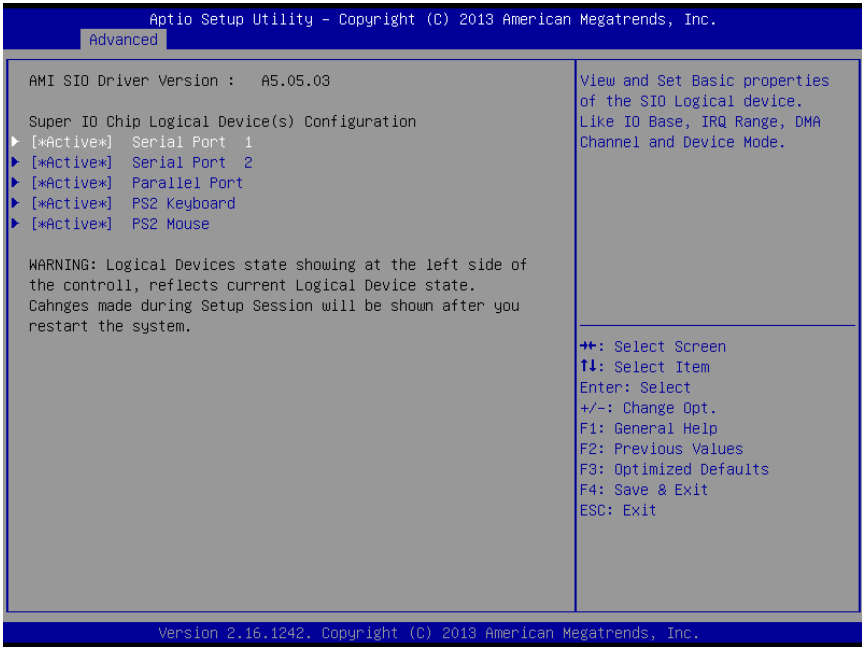 Aptio Setup Utility – Copyright (C) 2013 American Megatrends, Inc.
Advanced
AMI SIO Driver Version :   A5.05.03
Super IO Chip Logical Device(s) Configuration
[*Active*]  Serial Port  1
[*Active*]  Serial Port  2
[*Active*]  Parallel Port
[*Active*]  PS2 Keyboard
[*Active*]  PS2 Mouse
WARNING: Logical Devices state showing at the left side of
the controll, reflects current Logical Device state.
Cahnges made during Setup Session will be shown after you
restart the system.
View and Set Basic properties
of the SIO Logical device.
Like IO Base, IRQ Range, DMA
Channel and Device Mode.
→←: Select Screen
↑↓: Select Item
Enter: Select
+/-: Change Opt.
F1: General Help
F2: Previous Values
F3: Optimized Defaults
F4: Save & Exit
ESC: Exit
Version 2.16.1242. Copyright (C) 2013 American Megatrends, Inc.